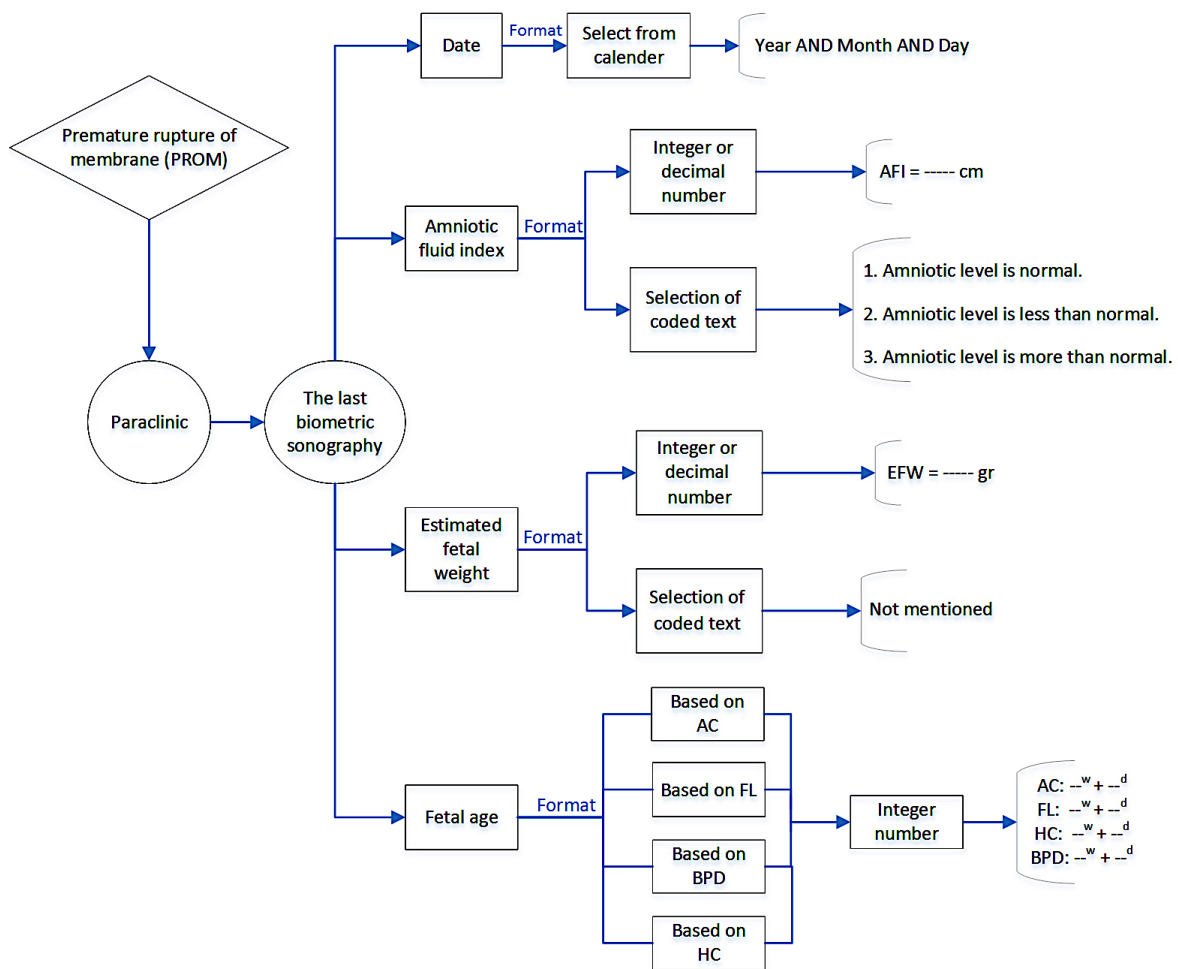 Premature rupture of
membrane (PROM)
Paraclinic
The last
biometric
sonography
Date
Format
Select from
calender
Year AND Month AND Day
Amniotic
fluid index
Format
Integer or
decimal
number
AFI = ----- cm
Selection of
coded text
1. Amniotic level is normal.
2. Amniotic level is less than normal.
3. Amniotic level is more than normal.
Estimated
fetal
weight
Format
Integer or
decimal
number
EFW = ----- gr
Selection of
coded text
Not mentioned
Fetal age
Format
Based on
AC
Based on FL
Based on
BPD
Based on
HC
Integer
number
AC: --w + --d
FL: --w + --d
HC: --w + --d
BPD: --w + --d